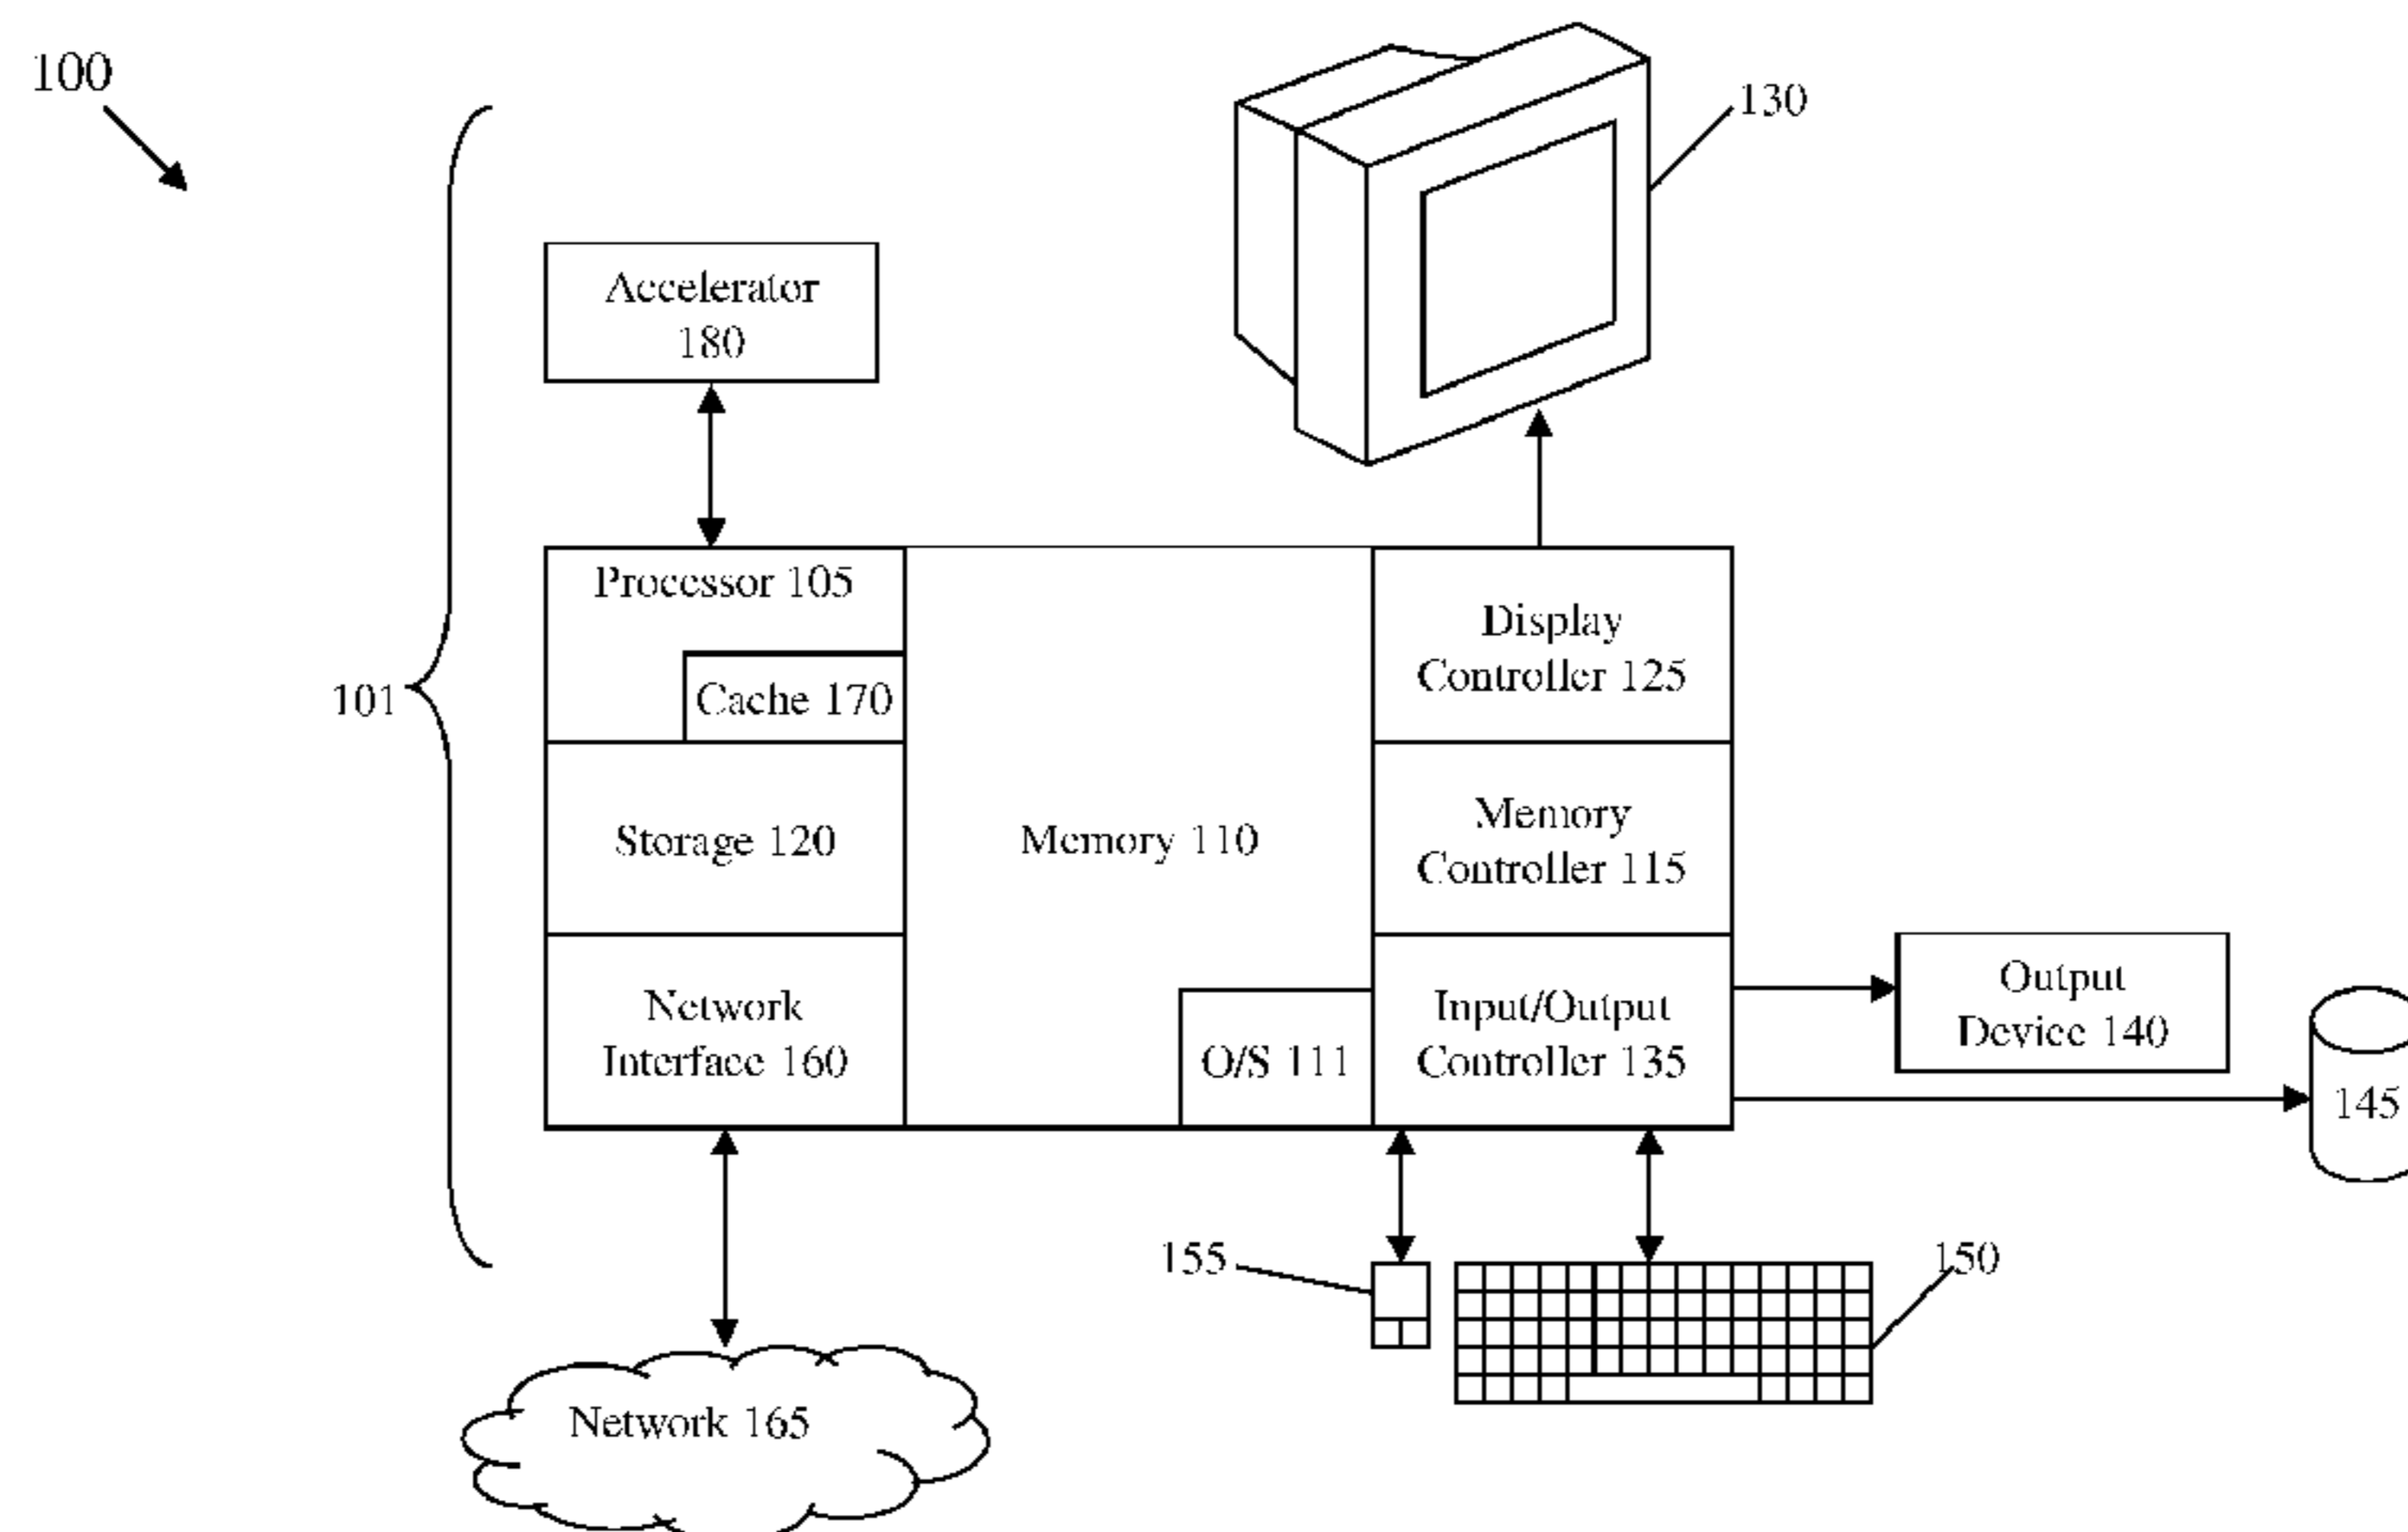 100
130
Accelerator
180
Processor 105
Display
Controller 125
Cache 170
101
Memory
Controller 115
Storage 120
Memory 110
Output
Device 140
Network
Interface 160
O/S 111
Input/Output
Controller 135
145
155
150
Network 165